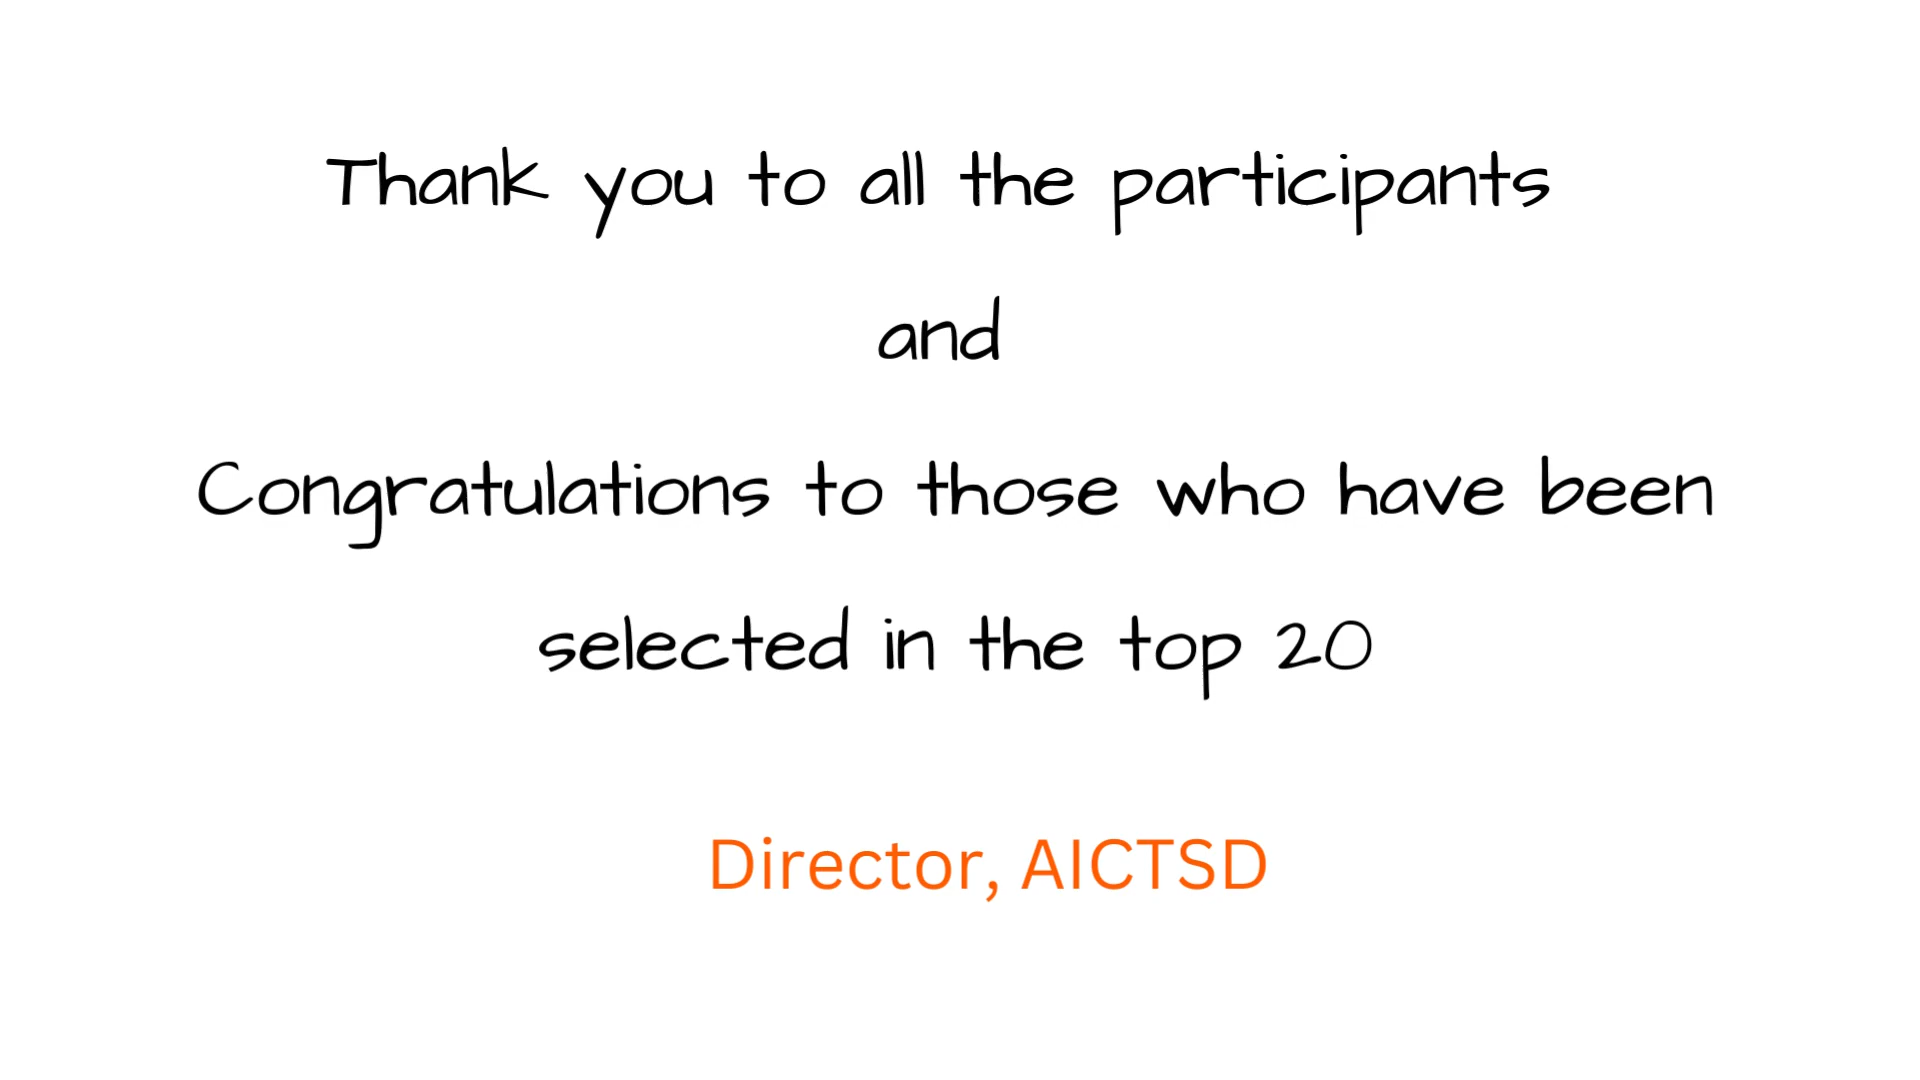 Thank you to all the participants
and
Congratulations to those who have been
selected in the top 20
Director, AICTSD